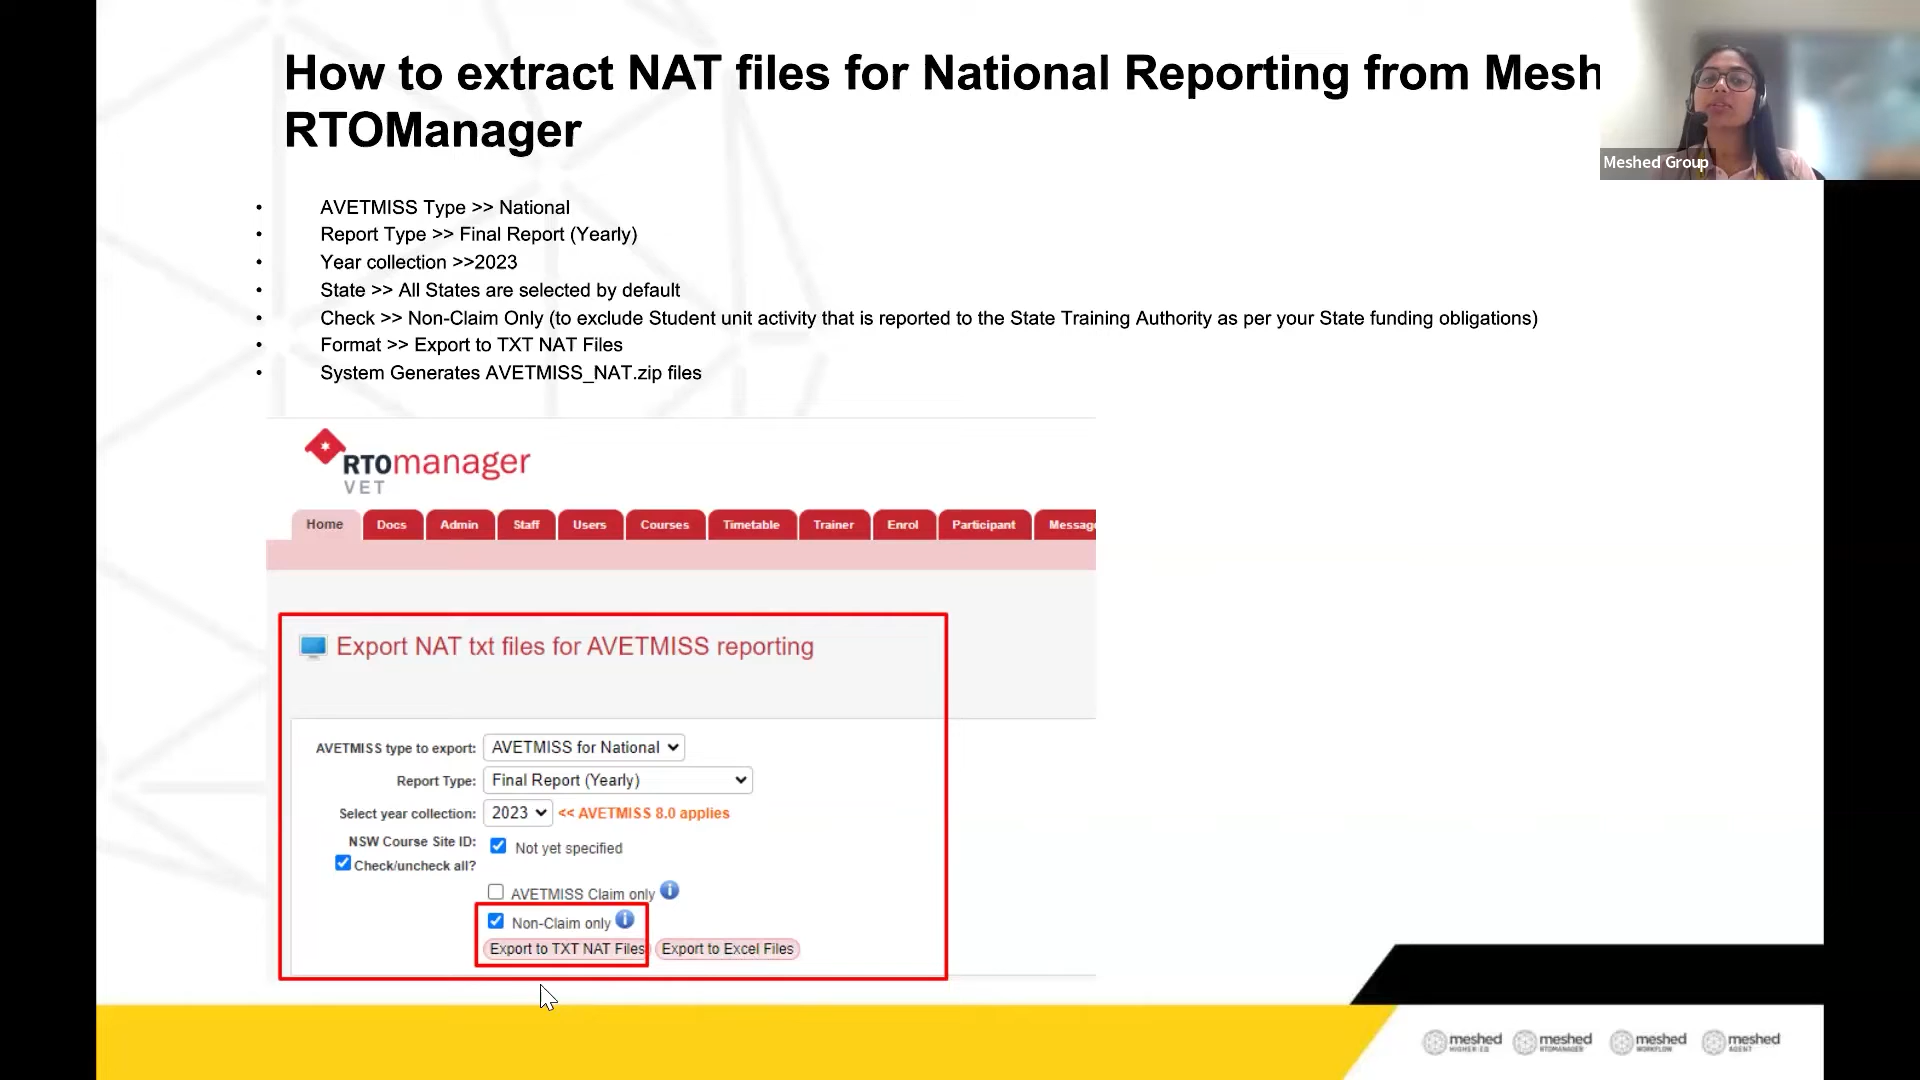 How to extract NAT files for National Reporting from Mesh
RTOManager
Meshed Group
• AVETMISS Type >> National
• Report Type >> Final Report (Yearly)
• Year collection >>2023
• State >> All States are selected by default
• Check >> Non-Claim Only (to exclude Student unit activity that is reported to the State Training Authority as per your State funding obligations)
• Format >> Export to TXT NAT Files
• System Generates AVETMISS_NAT.zip files
RTOmanager
VET
Home Docs Admin Staff Users Courses Timetable Trainer Enrol Participant Messag
Export NAT txt files for AVETMISS reporting
AVETMISS type to export: AVETMISS for National
Report Type: Final Report (Yearly)
Select year collection: 2023 << AVETMISS 8.0 applies
NSW Course Site ID: Not yet specified
Check/uncheck all?
AVETMISS Claim only
Non-Claim only
Export to TXT NAT Files Export to Excel Files
meshed meshed meshed meshed
HIGHER ED RTOMANAGER WORKFLOW AGENT